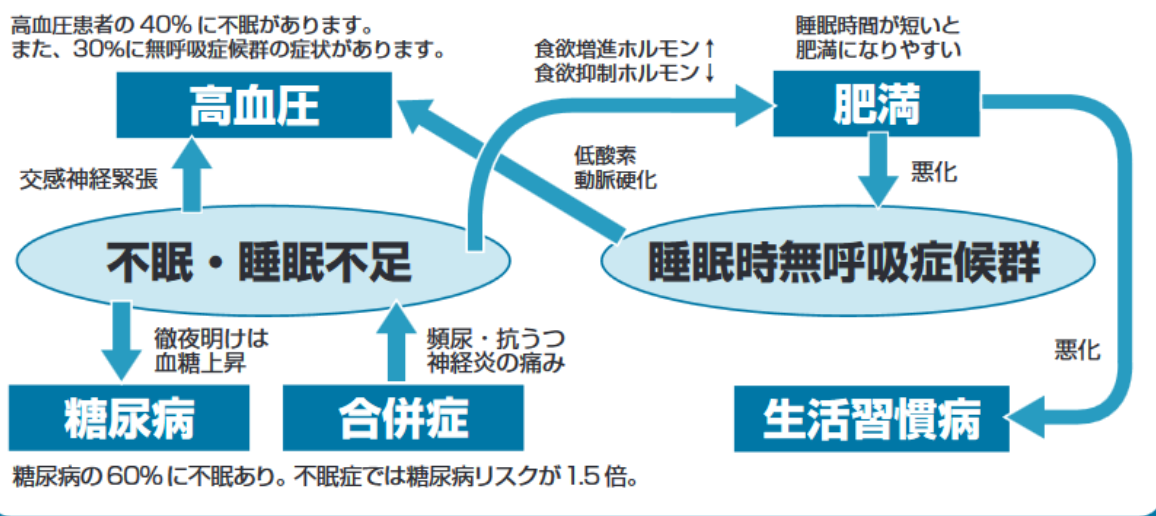 高血圧患者の40%に不眠があります。
また、30%に無呼吸症候群の症状があります。
食欲増進ホルモン↑
食欲抑制ホルモン↓
睡眠時間が短いと
肥満になりやすい
高血圧
肥満
交感神経緊張
低酸素
動脈硬化
悪化
不眠・睡眠不足
睡眠時無呼吸症候群
徹夜明けは
血糖上昇
頻尿・抗うつ
神経炎の痛み
悪化
糖尿病
合併症
生活習慣病
糖尿病の60%に不眠あり。不眠症では糖尿病リスクが1.5倍。